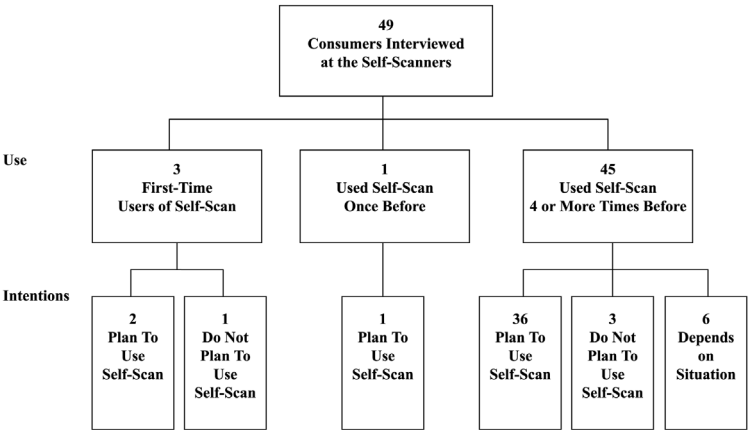 49
Consumers Interviewed
at the Self-Scanners
Use
3
First-Time
Users of Self-Scan
1
Used Self-Scan
Once Before
45
Used Self-Scan
4 or More Times Before
Intentions
2
Plan To
Use
Self-Scan
1
Do Not
Plan To
Use
Self-Scan
1
Plan To
Use
Self-Scan
36
Plan To
Use
Self-Scan
3
Do Not
Plan To
Use
Self-Scan
6
Depends
on
Situation